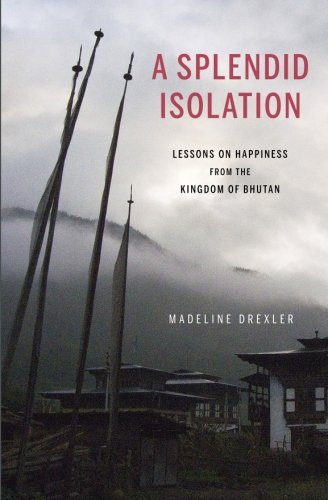 A SPLENDID
ISOLATION
LESSONS ON HAPPINESS
FROM THE
KINGDOM OF BHUTAN
MADELINE DREXLER